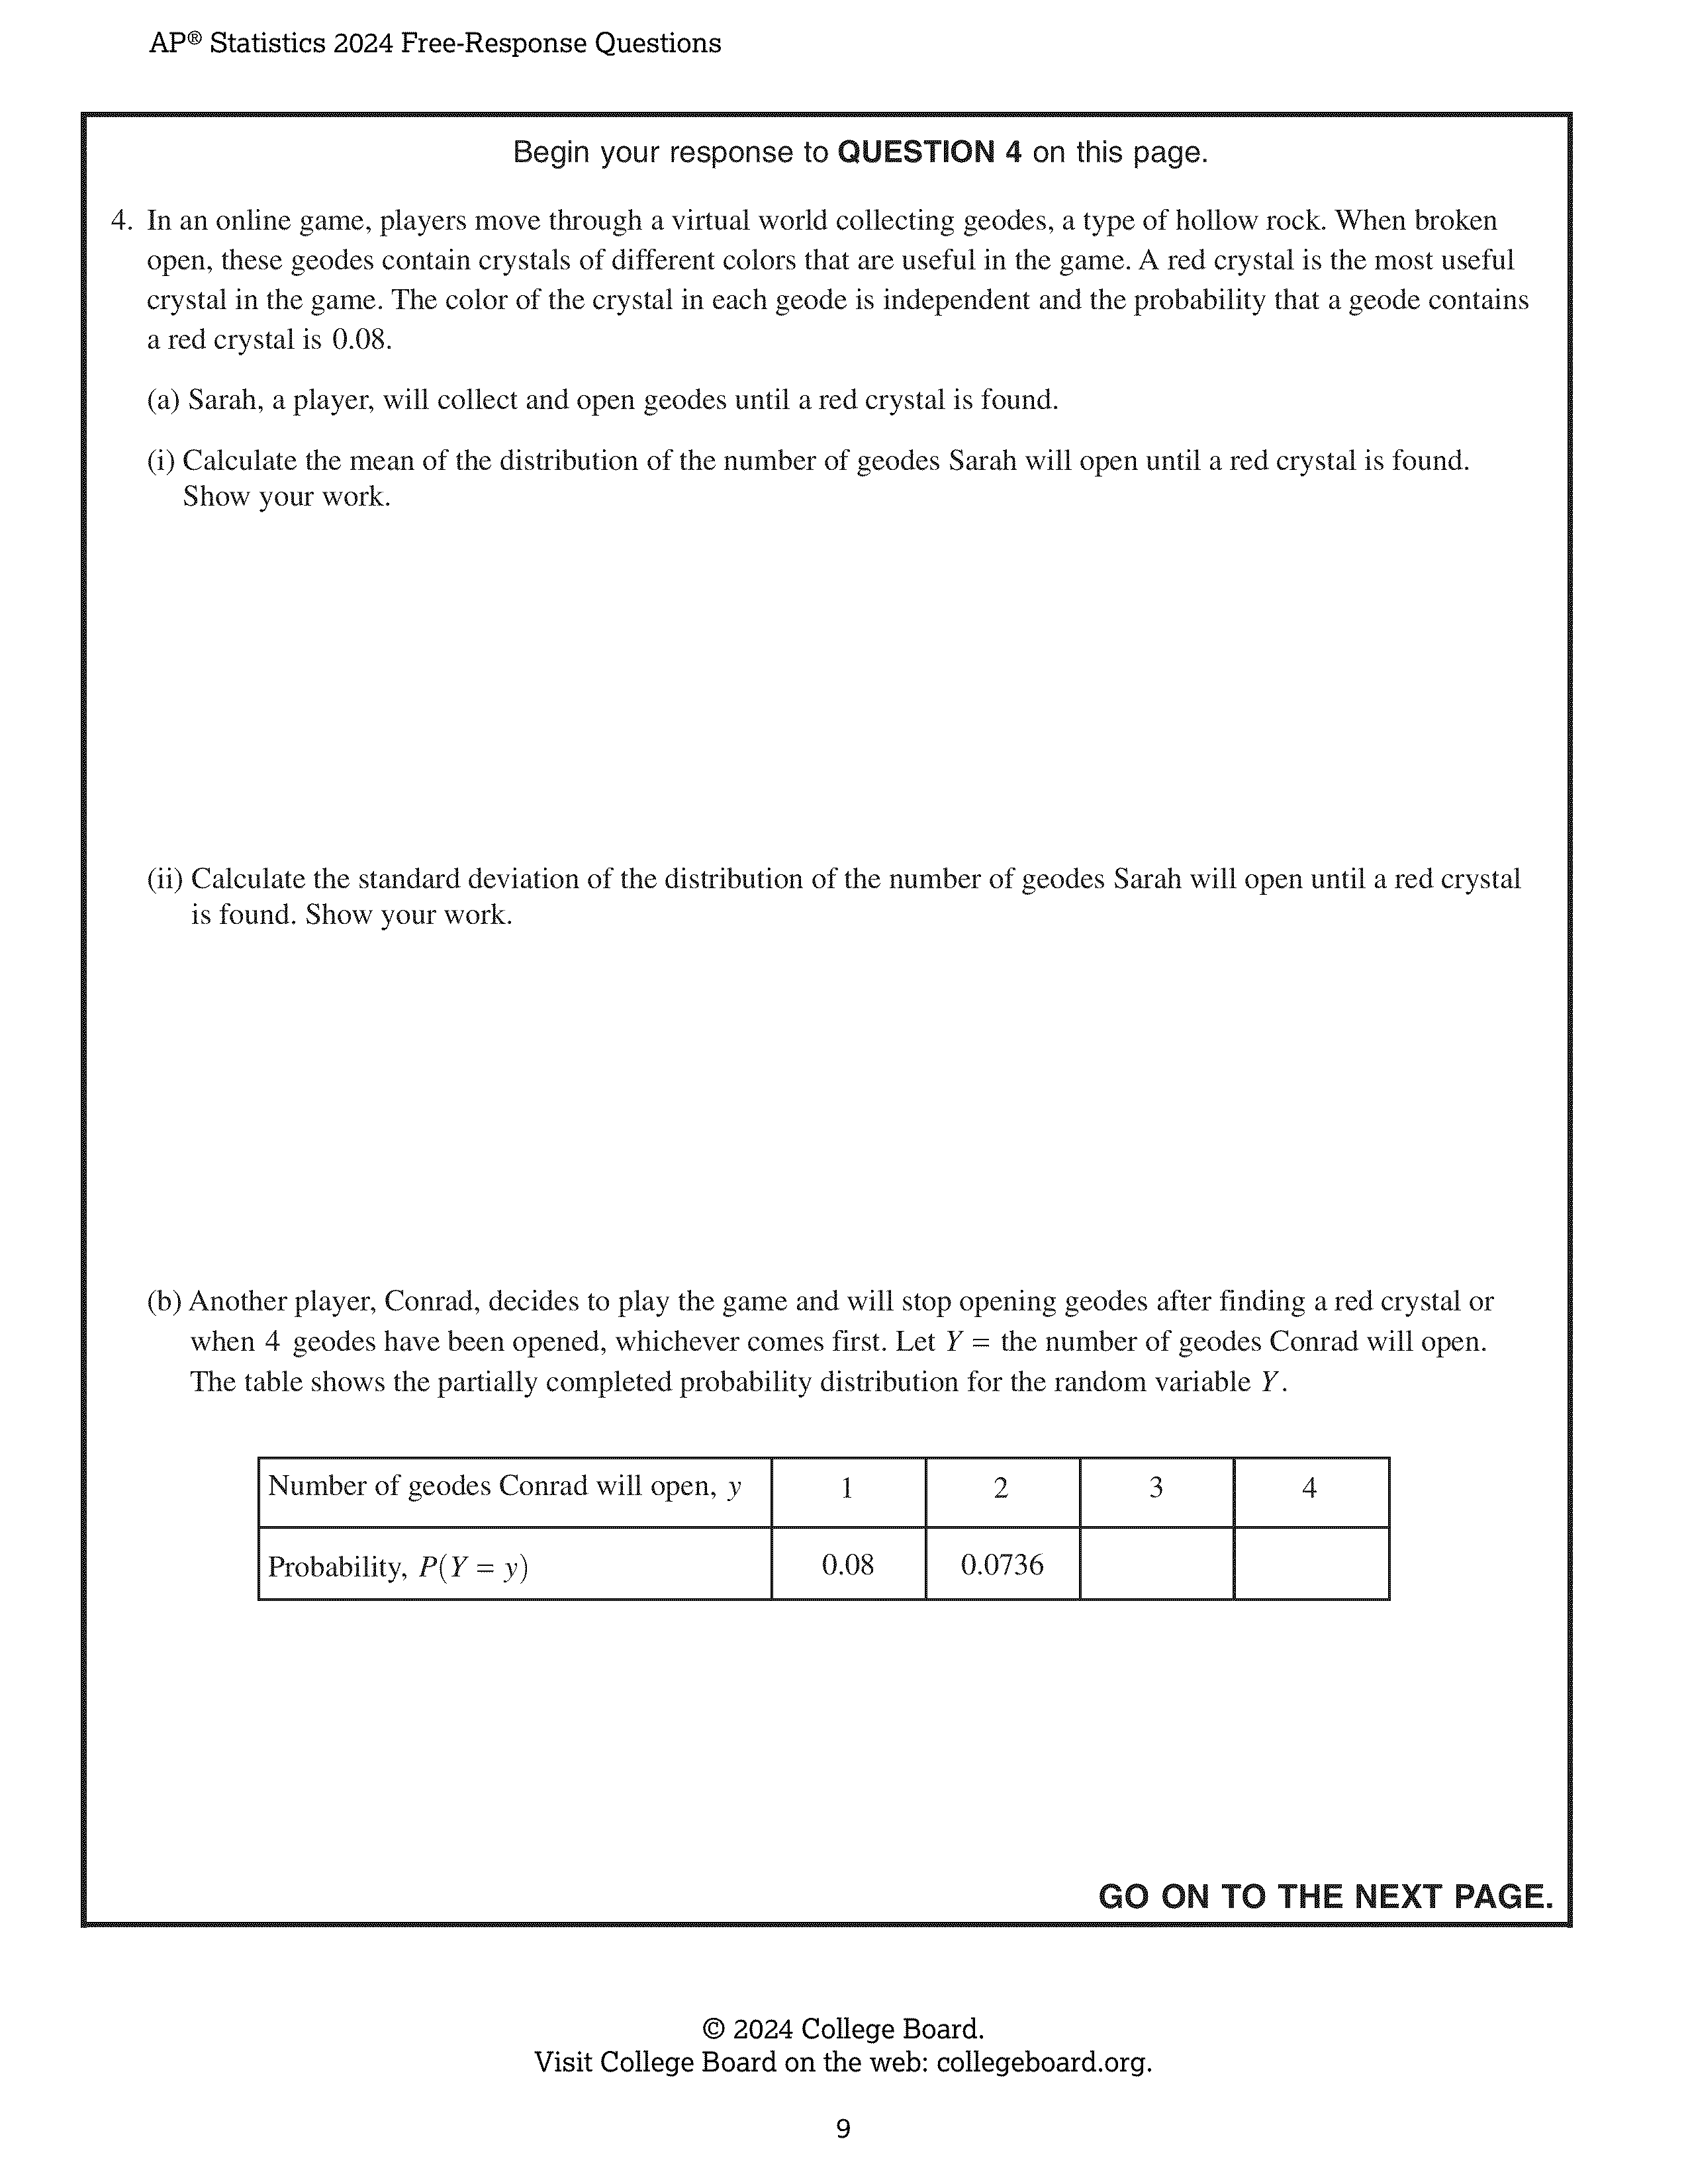 AP® Statistics 2024 Free-Response Questions
Begin your response to QUESTION 4 on this page.
4. In an online game, players move through a virtual world collecting geodes, a type of hollow rock. When broken
open, these geodes contain crystals of different colors that are useful in the game. A red crystal is the most useful
crystal in the game. The color of the crystal in each geode is independent and the probability that a geode contains
a red crystal is 0.08.
(a) Sarah, a player, will collect and open geodes until a red crystal is found.
(i) Calculate the mean of the distribution of the number of geodes Sarah will open until a red crystal is found.
Show your work.
(ii) Calculate the standard deviation of the distribution of the number of geodes Sarah will open until a red crystal
is found. Show your work.
(b) Another player, Conrad, decides to play the game and will stop opening geodes after finding a red crystal or
when 4 geodes have been opened, whichever comes first. Let Y = the number of geodes Conrad will open.
The table shows the partially completed probability distribution for the random variable Y.
Number of geodes Conrad will open, y 1 2 3 4
Probability, P(Y = y) 0.08 0.0736
GO ON TO THE NEXT PAGE.
© 2024 College Board.
Visit College Board on the web: collegeboard.org.
9